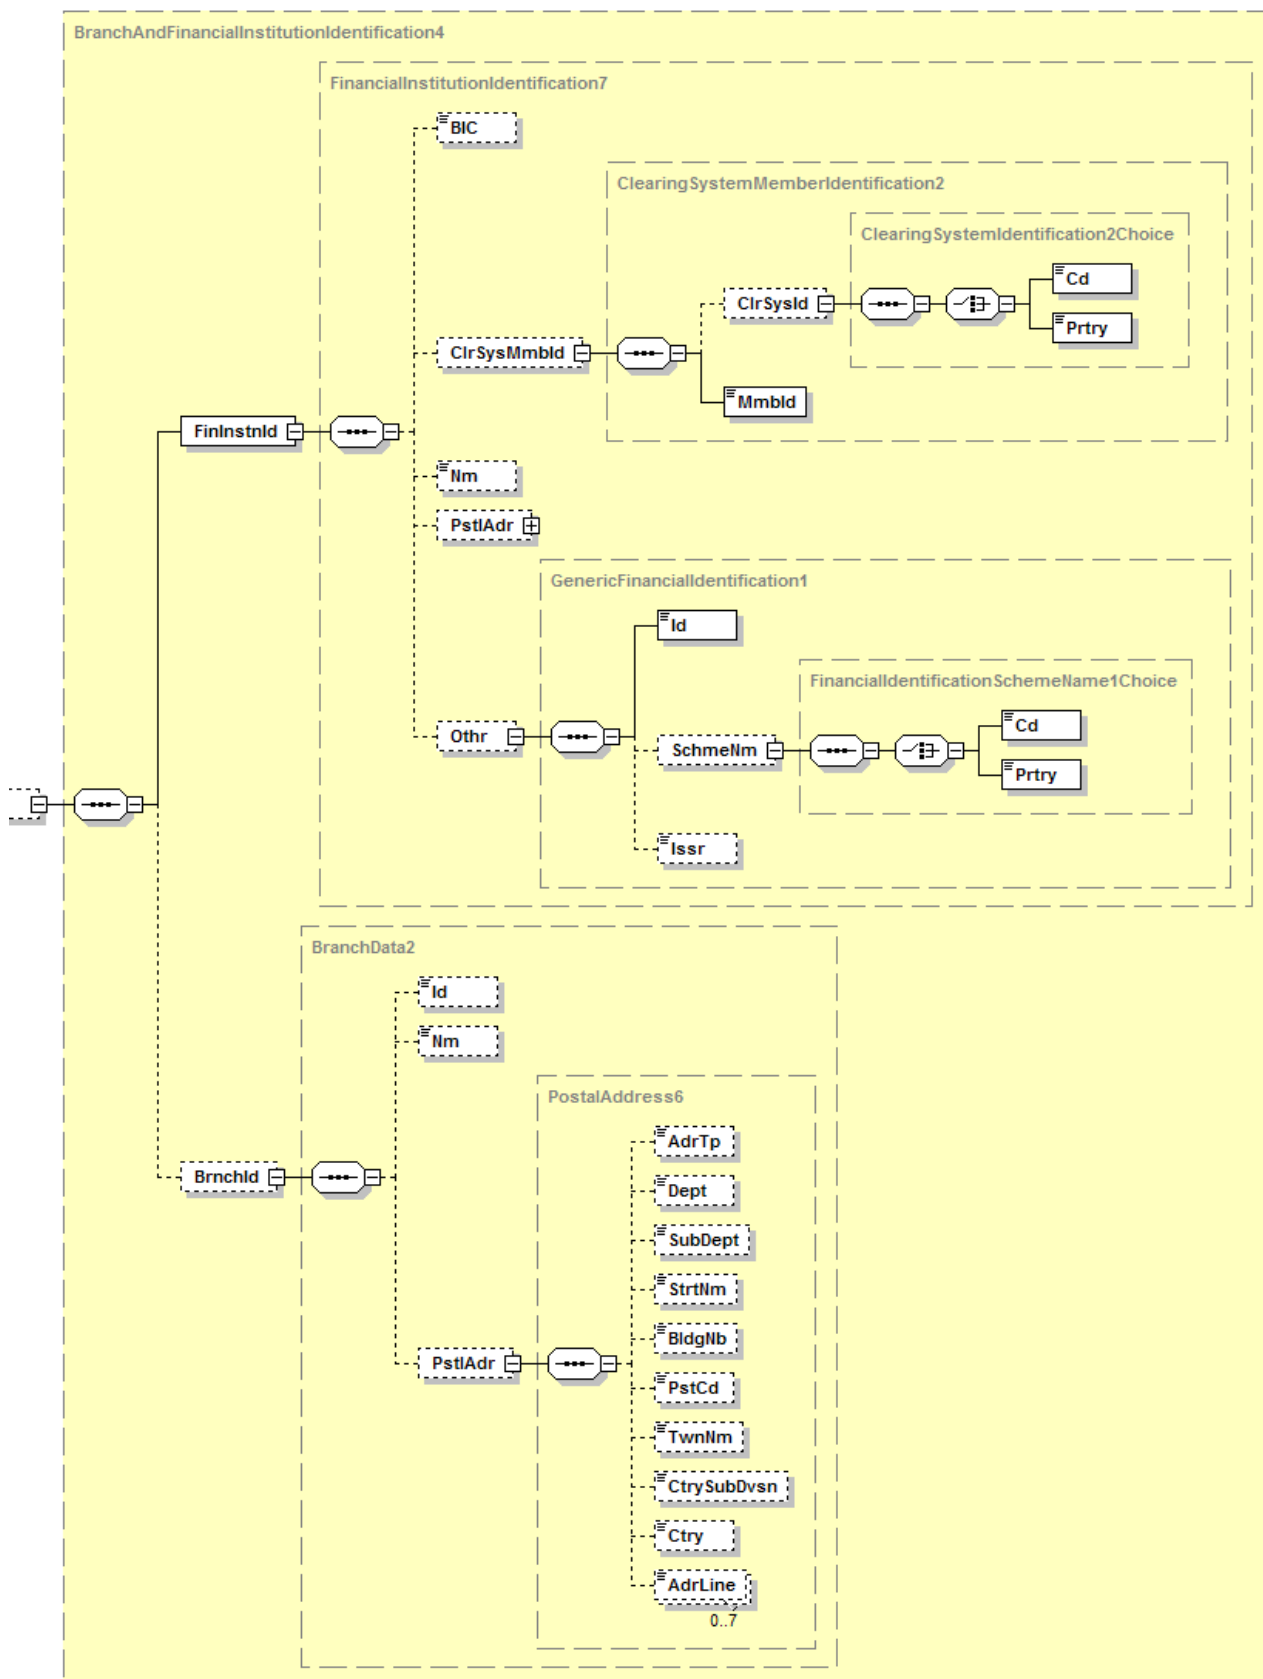 BranchAndFinancialInstitutionIdentification4
FinancialInstitutionIdentification7
BIC
ClearingSystemMemberIdentification2
ClearingSystemIdentification2Choice
Cd
ClrSysId
Prtry
ClrSysMmbId
MmbId
FinInstnId
Nm
PstlAdr
GenericFinancialIdentification1
Id
FinancialIdentificationSchemeName1Choice
Cd
Othr
SchmeNm
Prtry
Issr
BranchData2
Id
Nm
PostalAddress6
AdrTp
BrnchId
Dept
SubDept
StrtNm
BldgNb
PstlAdr
PstCd
TwnNm
CtrySubDvsn
Ctry
AdrLine
0..7